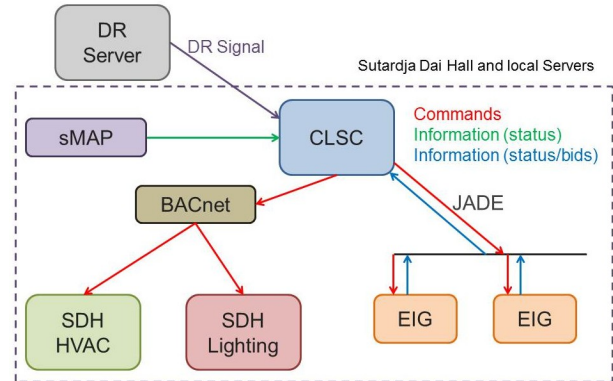 DR
Server
DR Signal
Sutardja Dai Hall and local Servers
sMAP
CLSC
Commands
Information (status)
Information (status/bids)
BACnet
JADE
SDH
HVAC
SDH
Lighting
EIG
EIG